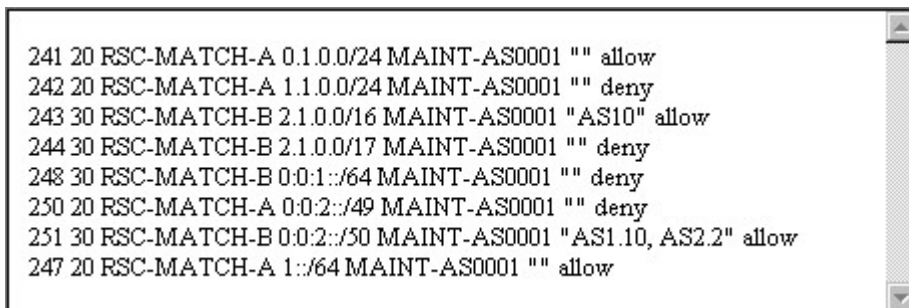 241 20 RSC-MATCH-A 0.1.0.0/24 MAINT-AS0001 "" allow
242 20 RSC-MATCH-A 1.1.0.0/24 MAINT-AS0001 "" deny
243 30 RSC-MATCH-B 2.1.0.0/16 MAINT-AS0001 "AS10" allow
244 30 RSC-MATCH-B 2.1.0.0/17 MAINT-AS0001 "" deny
248 30 RSC-MATCH-B 0:0:1::/64 MAINT-AS0001 "" deny
250 20 RSC-MATCH-A 0:0:2::/49 MAINT-AS0001 "" deny
251 30 RSC-MATCH-B 0:0:2::/50 MAINT-AS0001 "AS1.10, AS2.2" allow
247 20 RSC-MATCH-A 1::/64 MAINT-AS0001 "" allow